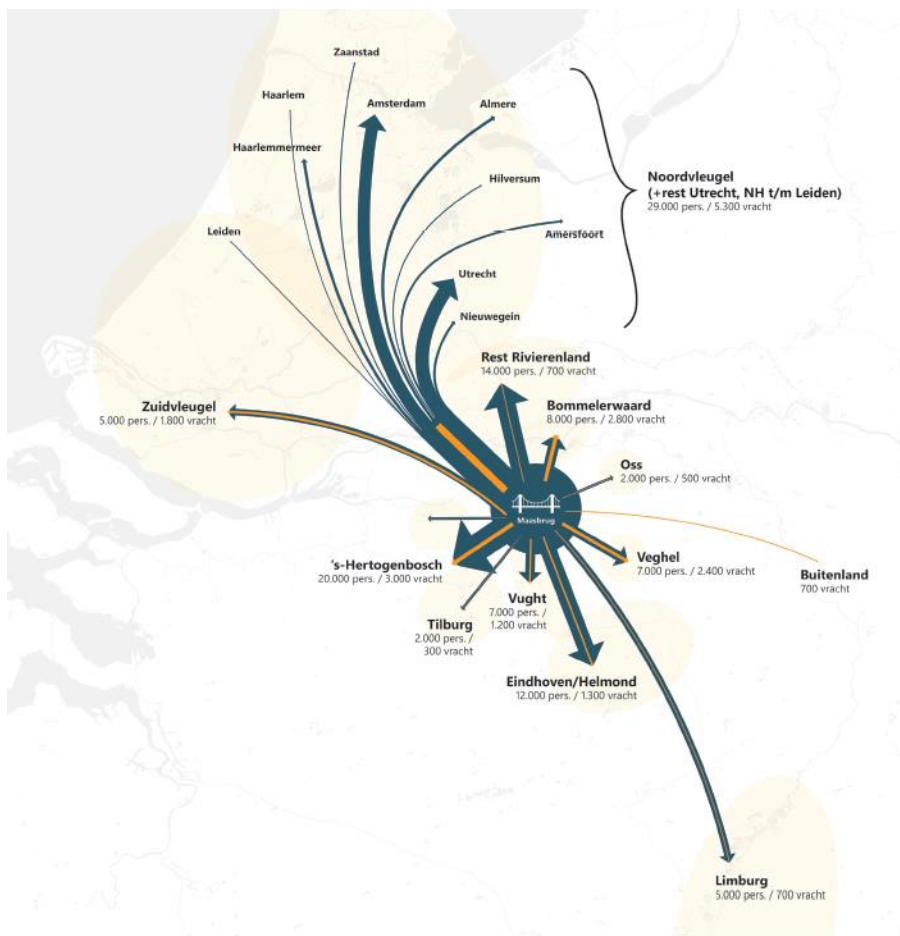 Zaanstad
Haarlem
Amsterdam
Almere
Haarlemmermeer
Noordvleugel
(+rest Utrecht, NH t/m Leiden)
29.000 pers. / 5.300 vracht
Hilversum
Leiden
Amersfoort
Utrecht
Nieuwegein
Rest Rivierenland
14.000 pers. / 700 vracht
Zuidvleugel
5.000 pers. / 1.800 vracht
Bommelerwaard
8.000 pers. / 2.800 vracht
Oss
2.000 pers. / 500 vracht
Maasbrug
's-Hertogenbosch
20.000 pers. / 3.000 vracht
Veghel
7.000 pers. / 2.400 vracht
Buitenland
700 vracht
Vught
7.000 pers. /
1.200 vracht
Tilburg
2.000 pers. /
300 vracht
Eindhoven/Helmond
12.000 pers. / 1.300 vracht
Limburg
5.000 pers. / 700 vracht